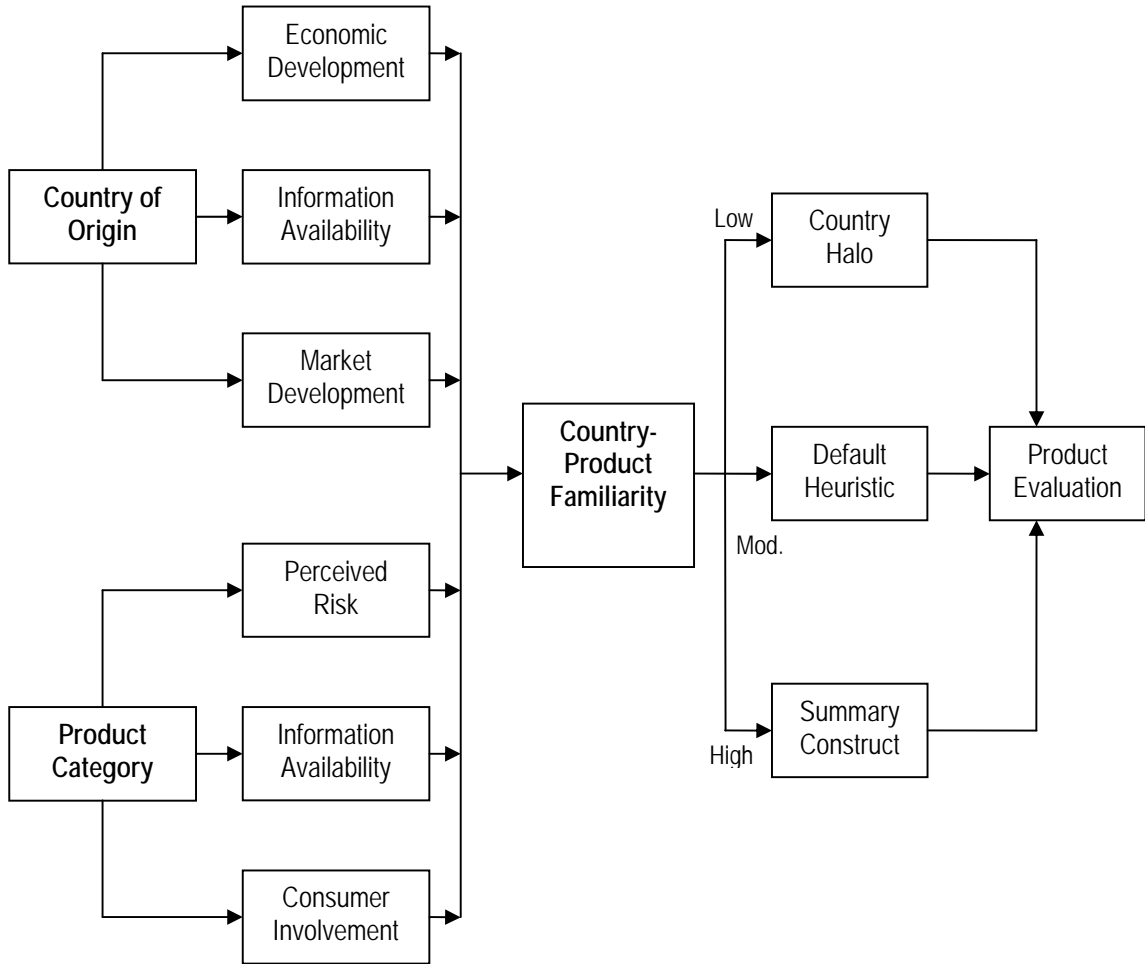 Economic
Development
Country of
Origin
Information
Availability
Market
Development
Perceived
Risk
Product
Category
Information
Availability
Consumer
Involvement
Country-
Product
Familiarity
Low
Mod.
High
Country
Halo
Default
Heuristic
Summary
Construct
Product
Evaluation